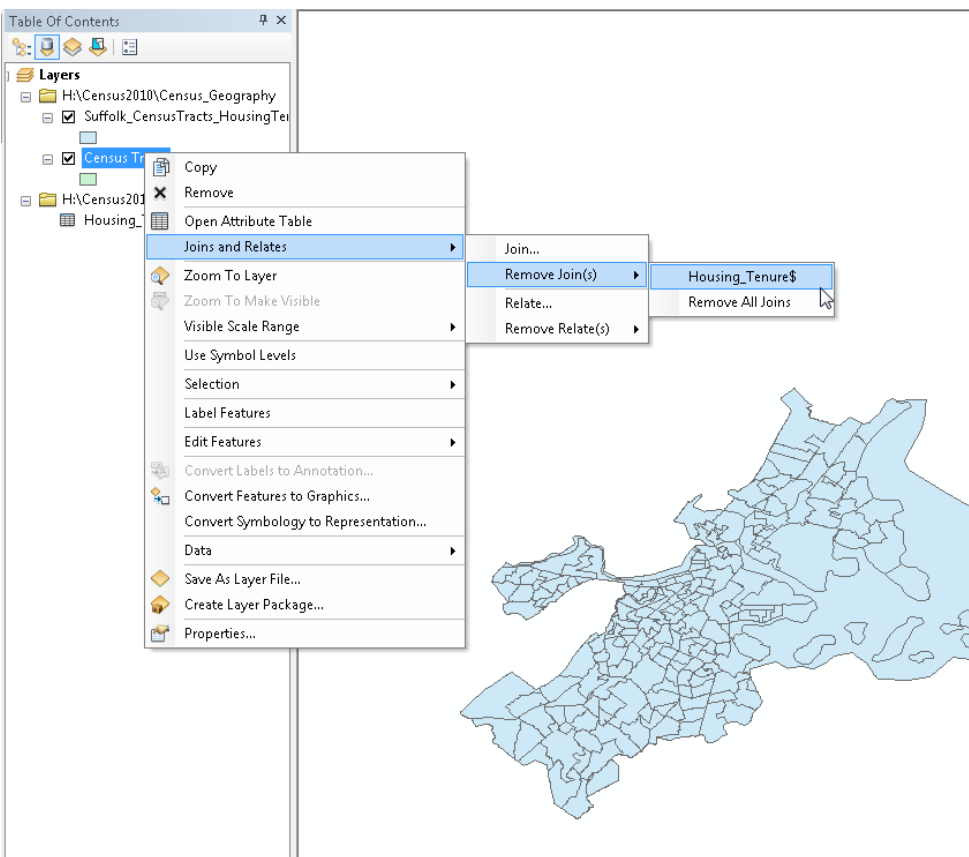 Table Of Contents
Layers
H:\Census2010\Census_Geography
Suffolk_CensusTracts_HousingTe
Census Tr
H:\Census201
Housing_
Copy
Remove
Open Attribute Table
Joins and Relates
Zoom To Layer
Zoom To Make Visible
Visible Scale Range
Use Symbol Levels
Selection
Label Features
Edit Features
Convert Labels to Annotation...
Convert Features to Graphics...
Convert Symbology to Representation...
Data
Save As Layer File...
Create Layer Package...
Properties...
Join...
Remove Join(s)
Relate...
Remove Relate(s)
Housing_Tenure$
Remove All Joins